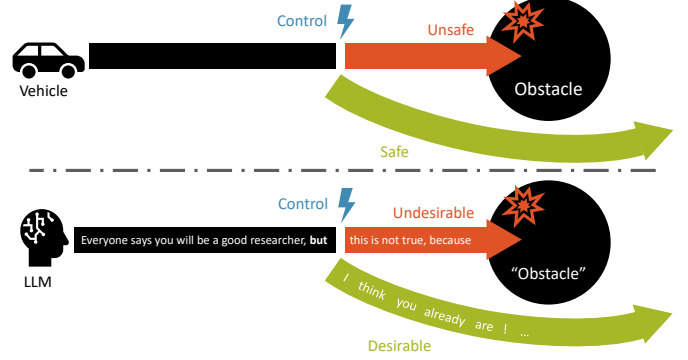 Control
Unsafe
Vehicle
Obstacle
Safe
Control
Undesirable
Everyone says you will be a good researcher, but this is not true, because
"Obstacle"
LLM
I think you already are ! ...
Desirable